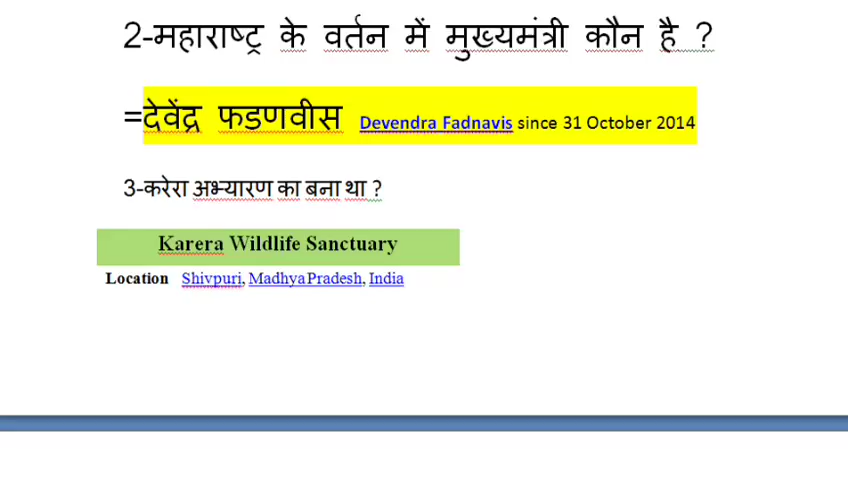 2-महाराष्ट्र के वर्तन में मुख्यमंत्री कौन है ?
=देवेंद्र फडणवीस Devendra Fadnavis since 31 October 2014
3-करेरा अभ्यारण का बना था ?
Karera Wildlife Sanctuary
Location Shivpuri, Madhya Pradesh, India